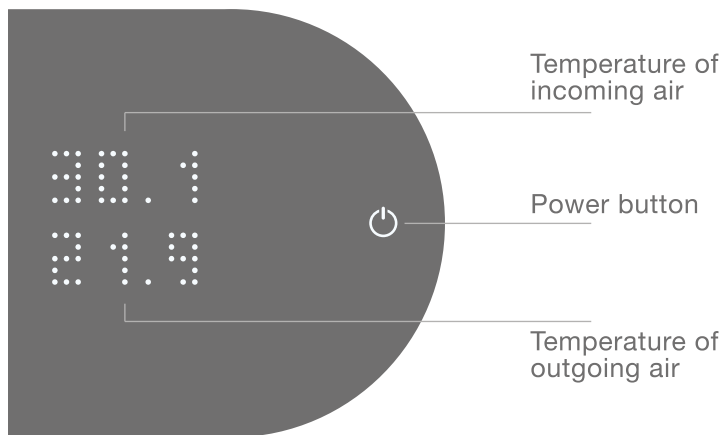 Temperature of
incoming air
30.1
Power button
21.9
Temperature of
outgoing air